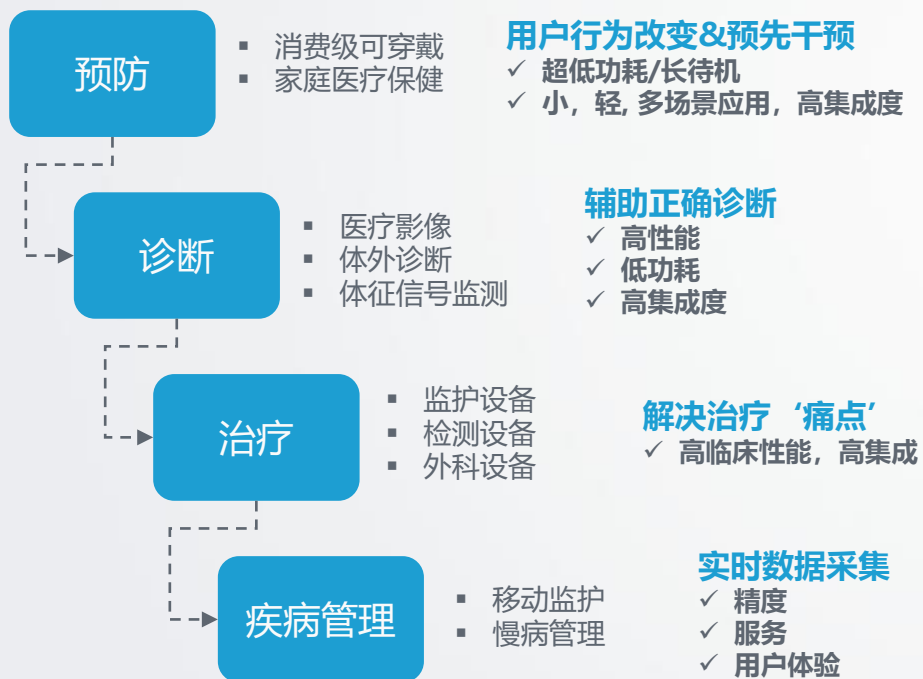 预防
▪ 消费级可穿戴
▪ 家庭医疗保健
用户行为改变&预先干预
✓ 超低功耗/长待机
✓ 小，轻, 多场景应用，高集成度
诊断
▪ 医疗影像
▪ 体外诊断
▪ 体征信号监测
辅助正确诊断
✓ 高性能
✓ 低功耗
✓ 高集成度
治疗
▪ 监护设备
▪ 检测设备
▪ 外科设备
解决治疗 ‘痛点’
✓ 高临床性能，高集成
疾病管理
▪ 移动监护
▪ 慢病管理
实时数据采集
✓ 精度
✓ 服务
✓ 用户体验